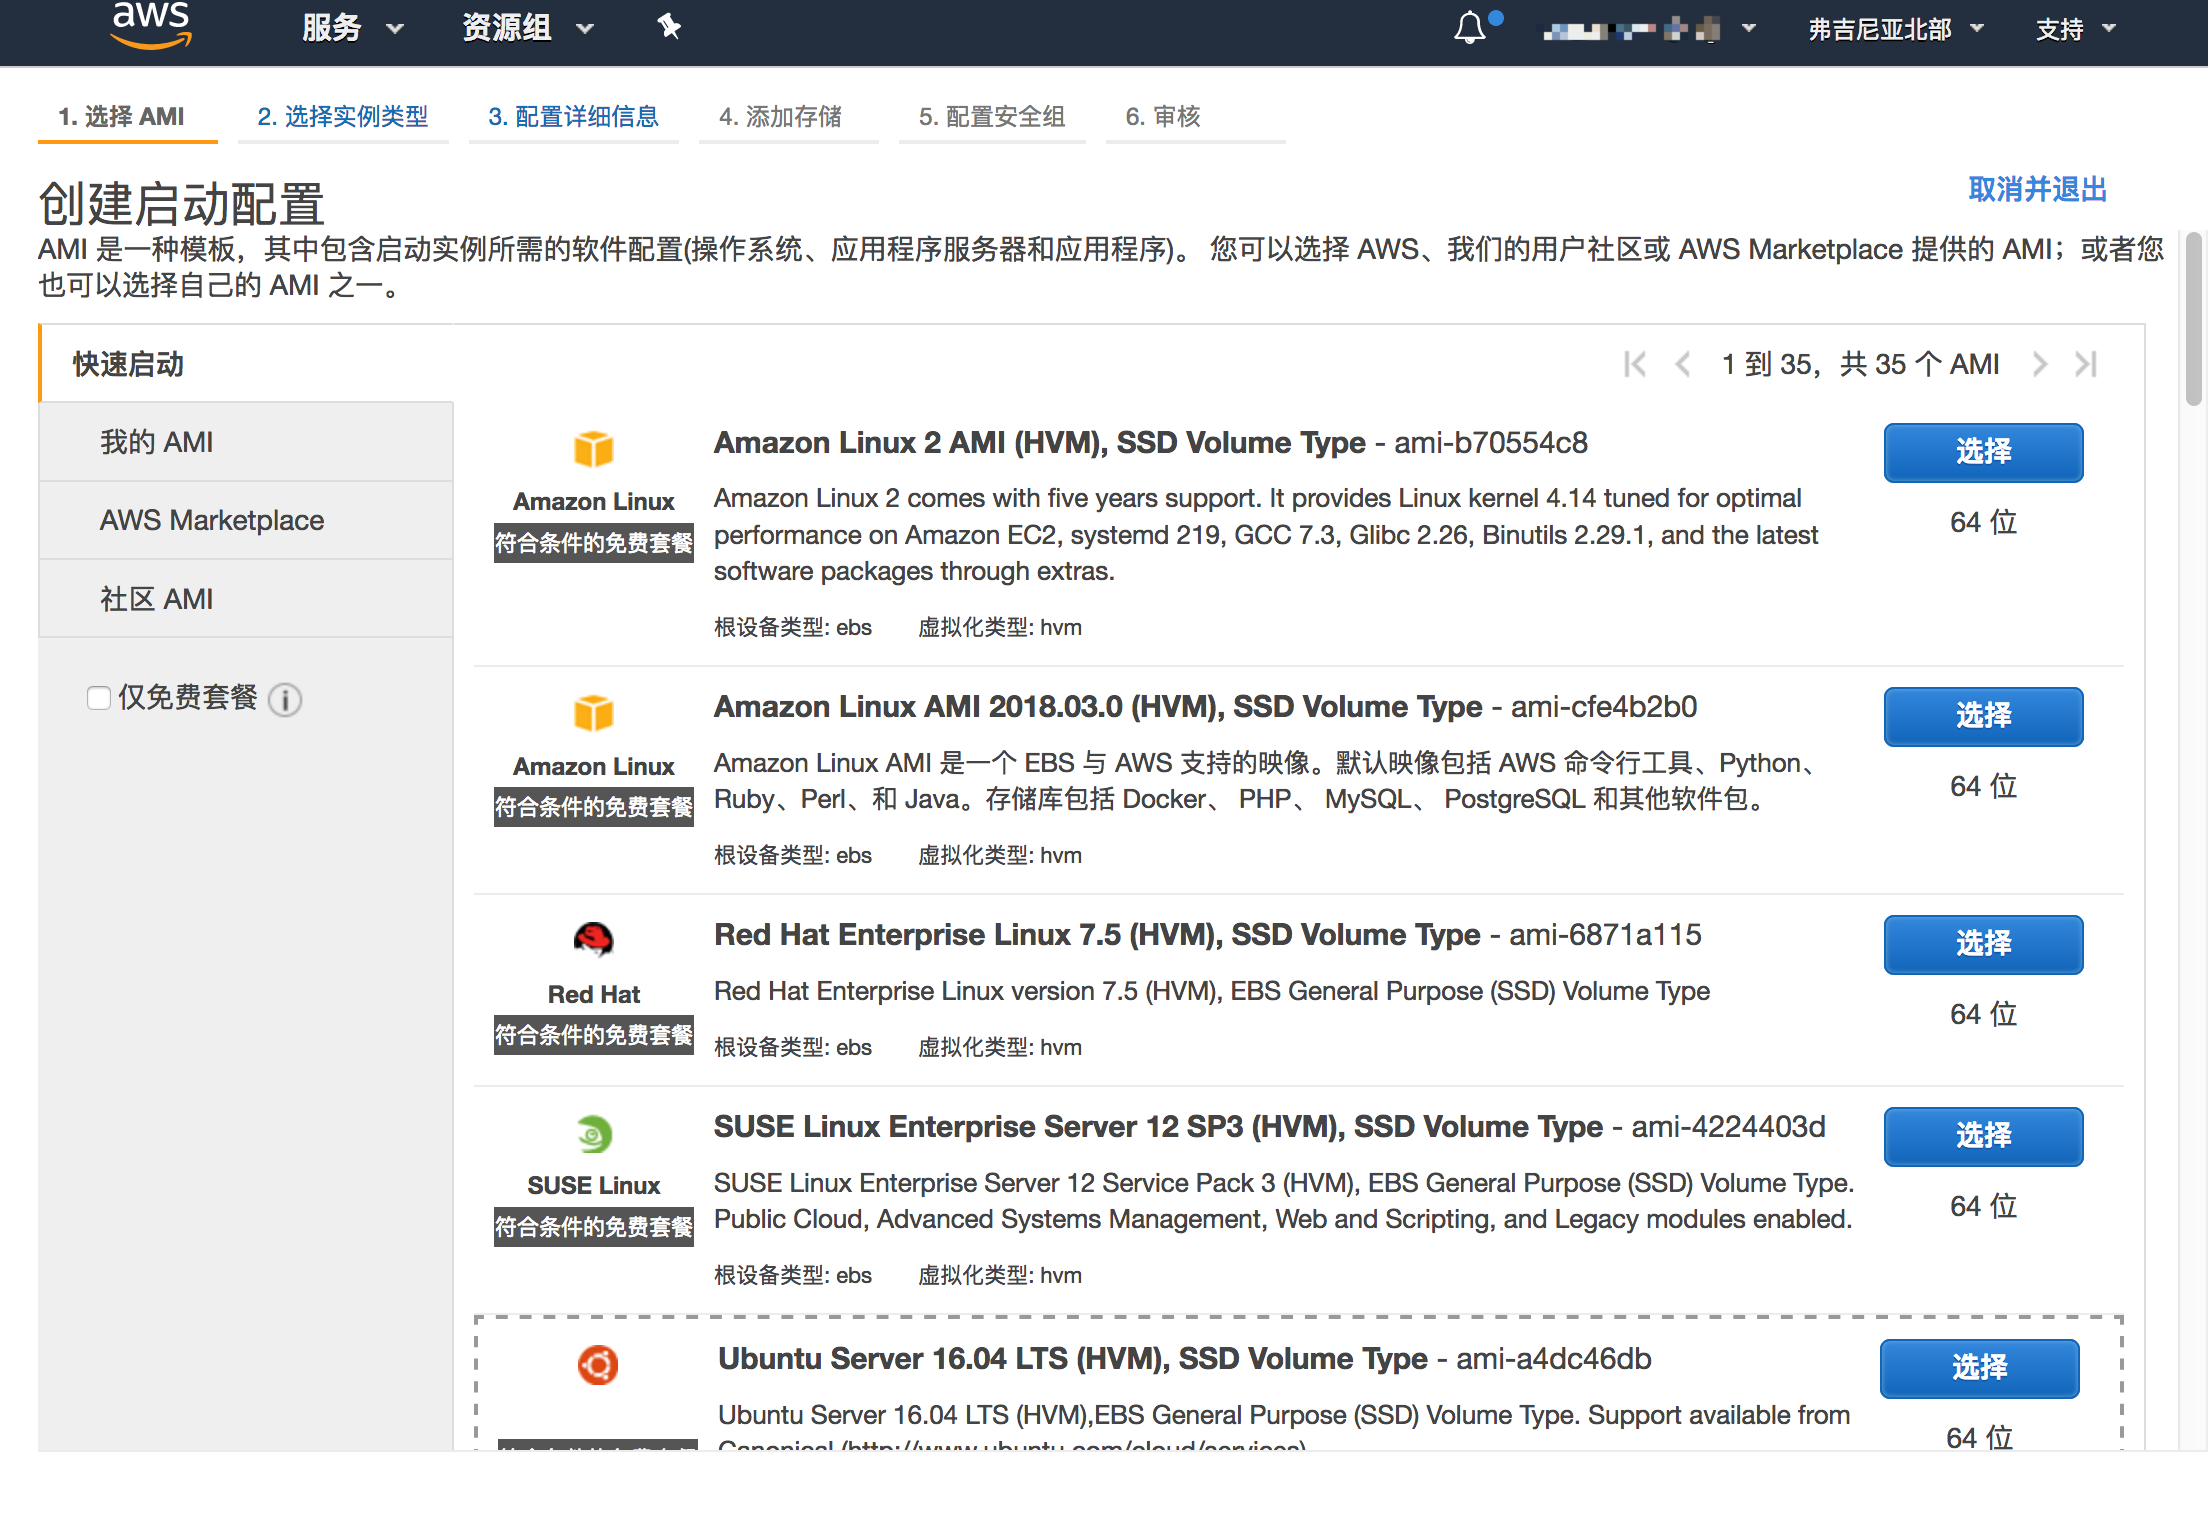 aws
服务
资源组
弗吉尼亚北部
支持
1. 选择 AMI
2. 选择实例类型
3. 配置详细信息
4. 添加存储
5. 配置安全组
6. 审核
创建启动配置
取消并退出
AMI 是一种模板，其中包含启动实例所需的软件配置(操作系统、应用程序服务器和应用程序)。 您可以选择 AWS、我们的用户社区或 AWS Marketplace 提供的 AMI；或者您
也可以选择自己的 AMI 之一。
快速启动
1 到 35，共 35 个 AMI
我的 AMI
AWS Marketplace
社区 AMI
仅免费套餐
Amazon Linux
符合条件的免费套餐
Amazon Linux 2 AMI (HVM), SSD Volume Type - ami-b70554c8
Amazon Linux 2 comes with five years support. It provides Linux kernel 4.14 tuned for optimal
performance on Amazon EC2, systemd 219, GCC 7.3, Glibc 2.26, Binutils 2.29.1, and the latest
software packages through extras.
根设备类型: ebs 虚拟化类型: hvm
选择
64 位
Amazon Linux
符合条件的免费套餐
Amazon Linux AMI 2018.03.0 (HVM), SSD Volume Type - ami-cfe4b2b0
Amazon Linux AMI 是一个 EBS 与 AWS 支持的映像。默认映像包括 AWS 命令行工具、Python、
Ruby、Perl、和 Java。存储库包括 Docker、 PHP、 MySQL、 PostgreSQL 和其他软件包。
根设备类型: ebs 虚拟化类型: hvm
选择
64 位
Red Hat
符合条件的免费套餐
Red Hat Enterprise Linux 7.5 (HVM), SSD Volume Type - ami-6871a115
Red Hat Enterprise Linux version 7.5 (HVM), EBS General Purpose (SSD) Volume Type
根设备类型: ebs 虚拟化类型: hvm
选择
64 位
SUSE Linux
符合条件的免费套餐
SUSE Linux Enterprise Server 12 SP3 (HVM), SSD Volume Type - ami-4224403d
SUSE Linux Enterprise Server 12 Service Pack 3 (HVM), EBS General Purpose (SSD) Volume Type.
Public Cloud, Advanced Systems Management, Web and Scripting, and Legacy modules enabled.
根设备类型: ebs 虚拟化类型: hvm
选择
64 位
Ubuntu Server 16.04 LTS (HVM), SSD Volume Type - ami-a4dc46db
Ubuntu Server 16.04 LTS (HVM),EBS General Purpose (SSD) Volume Type. Support available from
Canonical (http://www.ubuntu.com/cloud/services).
选择
64 位